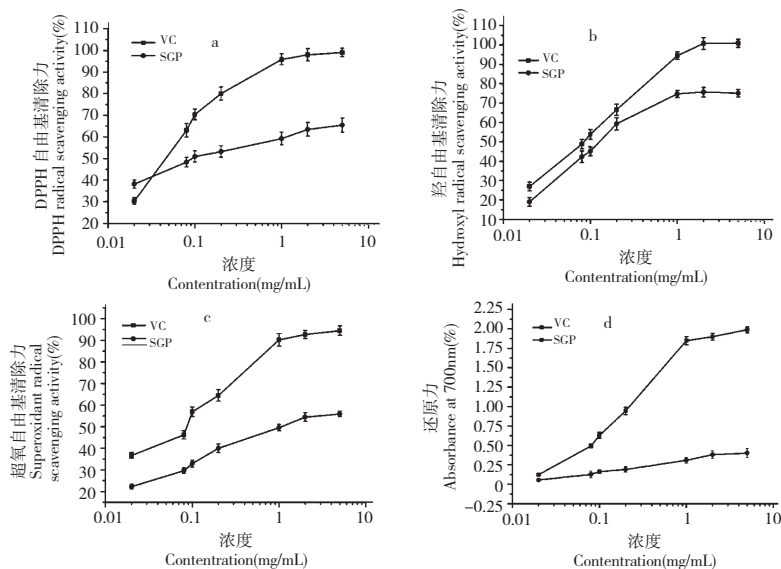 a
VC
SGP
DPPH 自由基清除力
DPPH radical scavenging activity(%)
110
100
90
80
70
60
50
40
30
20
0.01
0.1
1
10
浓度
Contentration(mg/mL)
b
VC
SGP
羟自由基清除力
Hydroxyl radical scavenging activity(%)
110
100
90
80
70
60
50
40
30
20
10
0.01
0.1
1
10
浓度
Contentration(mg/mL)
c
VC
SGP
超氧自由基清除力
Superoxidant radical
scavenging activity(%)
100
90
80
70
60
50
40
30
20
0.01
0.1
1
10
浓度
Contentration(mg/mL)
d
VC
SGP
还原力
Absorbance at 700nm(%)
2.25
2.00
1.75
1.50
1.25
1.00
0.75
0.50
0.25
0
-0.25
0.01
0.1
1
10
浓度
Contentration(mg/mL)